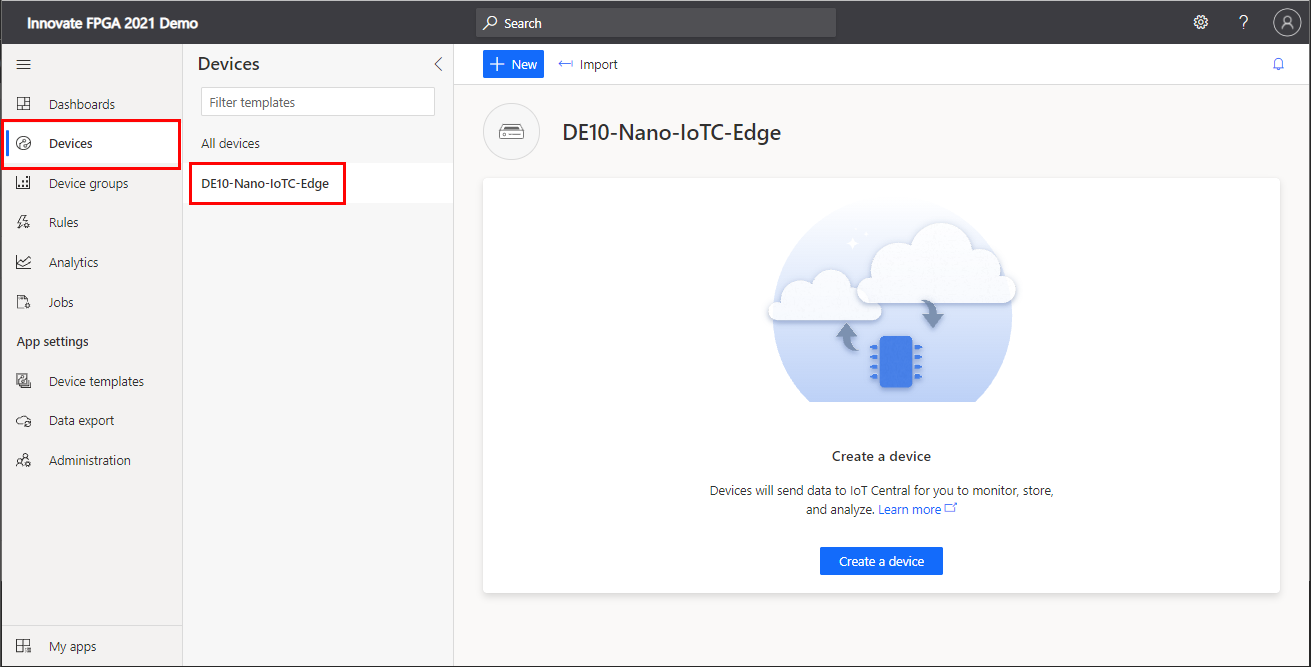 Innovate FPGA 2021 Demo
Search
?
Dashboards
Devices
Device groups
Rules
Analytics
Jobs
App settings
Device templates
Data export
Administration
My apps
Devices
Filter templates
All devices
DE10-Nano-IoTC-Edge
New
Import
DE10-Nano-IoTC-Edge
Create a device
Devices will send data to IoT Central for you to monitor, store,
and analyze. Learn more
Create a device